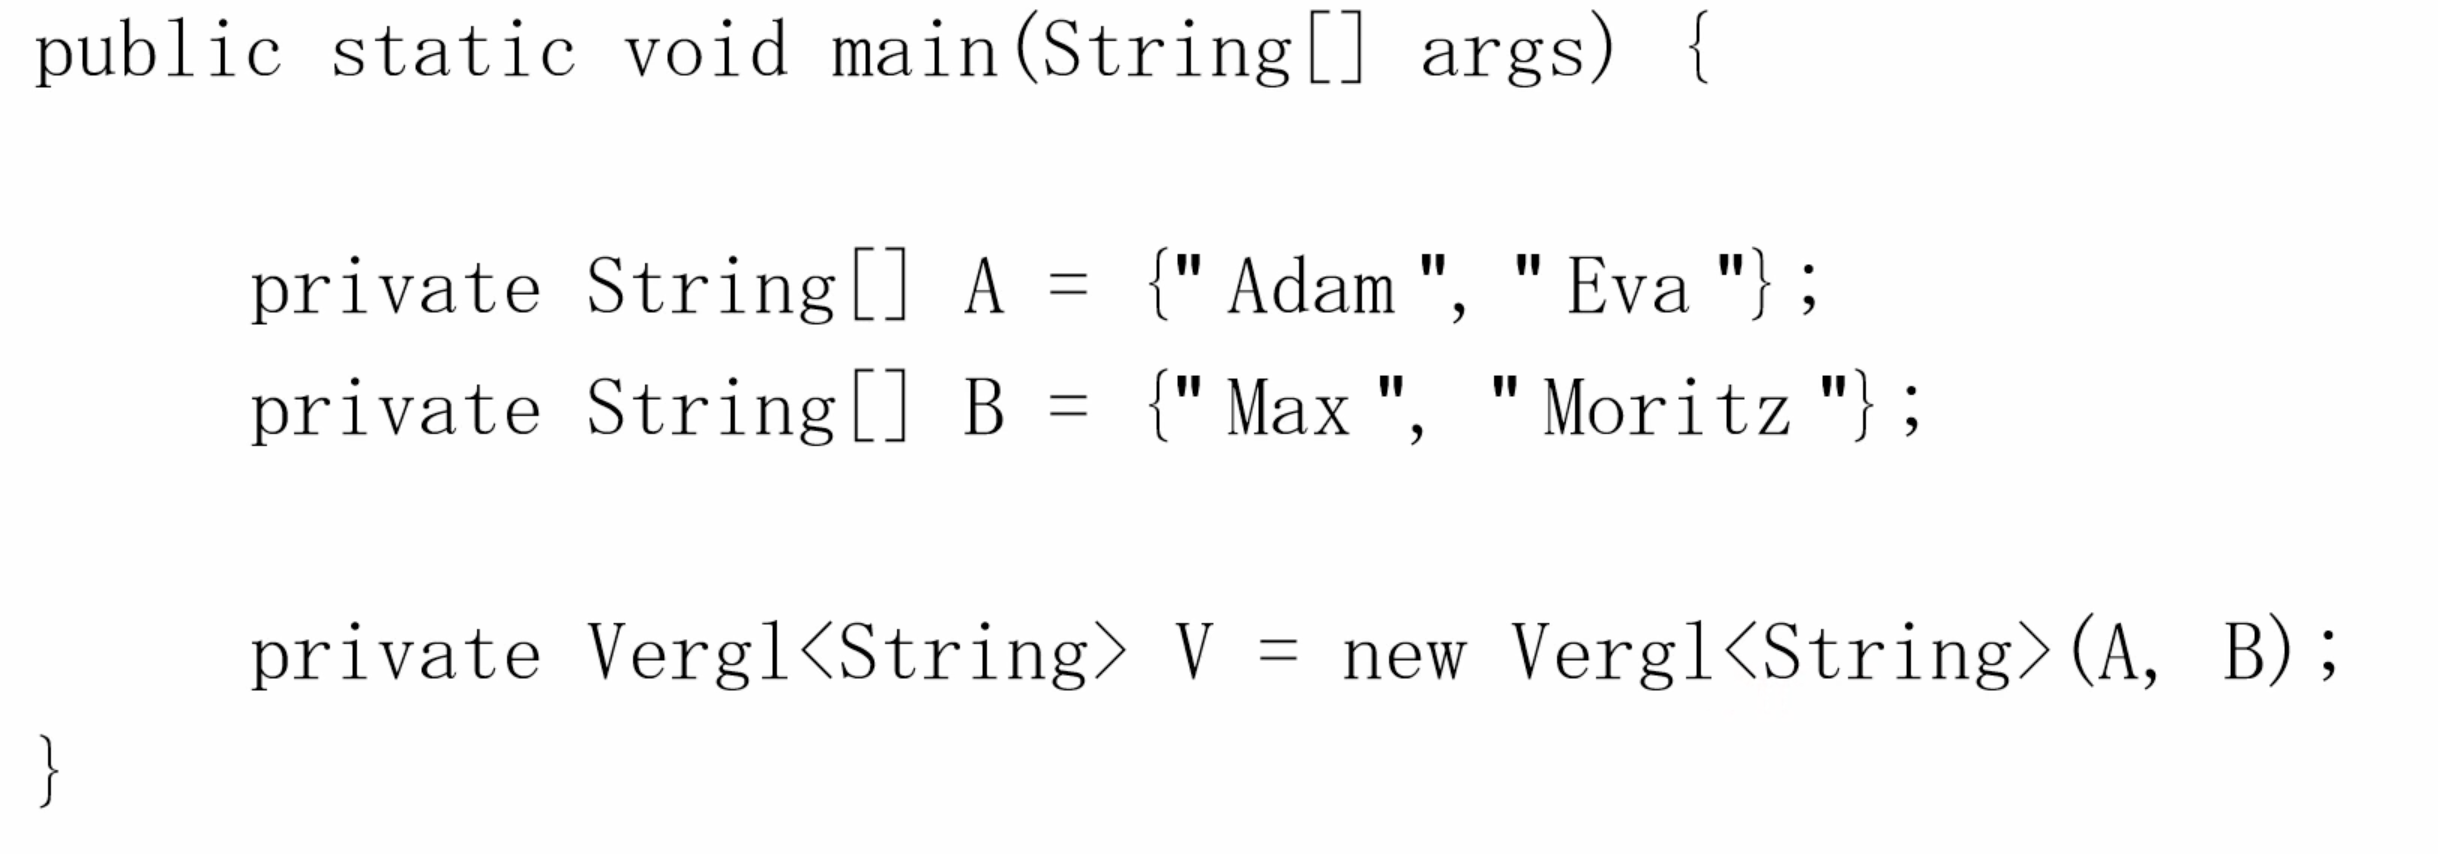 public static void main(String[] args) {
private String[] A = {" Adam ", " Eva "};
private String[] B = {" Max ", " Moritz "};
private Vergl<String> V = new Vergl<String>(A, B);
}